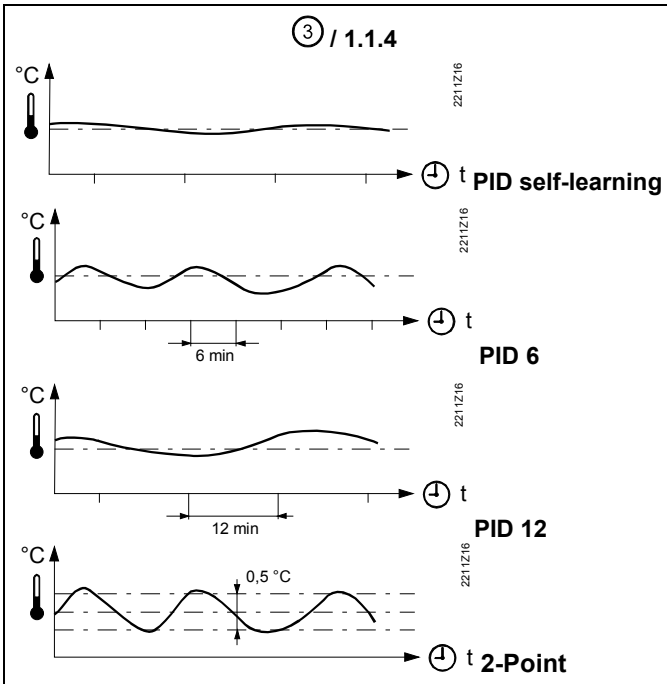 ③ / 1.1.4
°C
2211Z16
t PID self-learning
°C
2211Z16
t
6 min
PID 6
°C
2211Z16
t
12 min
PID 12
°C
2211Z16
0,5 °C
t 2-Point